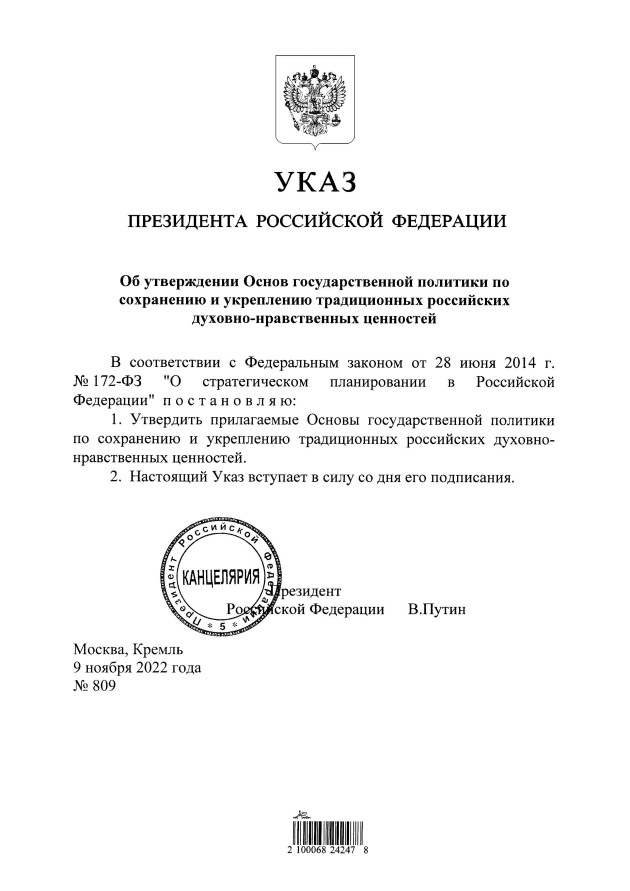 УКАЗ
ПРЕЗИДЕНТА РОССИЙСКОЙ ФЕДЕРАЦИИ
Об утверждении Основ государственной политики по
сохранению и укреплению традиционных российских
духовно-нравственных ценностей
В соответствии с Федеральным законом от 28 июня 2014 г.
№ 172-ФЗ "О стратегическом планировании в Российской
Федерации" п о с т а н о в л я ю:
1. Утвердить прилагаемые Основы государственной политики
по сохранению и укреплению традиционных российских духовно-
нравственных ценностей.
2. Настоящий Указ вступает в силу со дня его подписания.
Президент Российской Федерации
КАНЦЕЛЯРИЯ
* 5 *
Президент
Российской Федерации В.Путин
Москва, Кремль
9 ноября 2022 года
№ 809
2 100068 24247 8